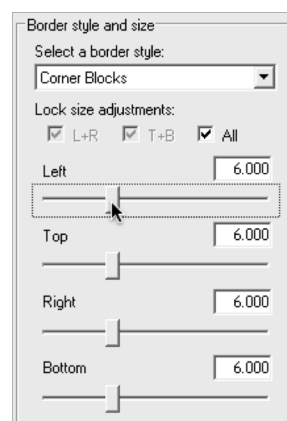 Border style and size
Select a border style:
Corner Blocks
Lock size adjustments:
L+R T+B All
Left 6.000
Top 6.000
Right 6.000
Bottom 6.000